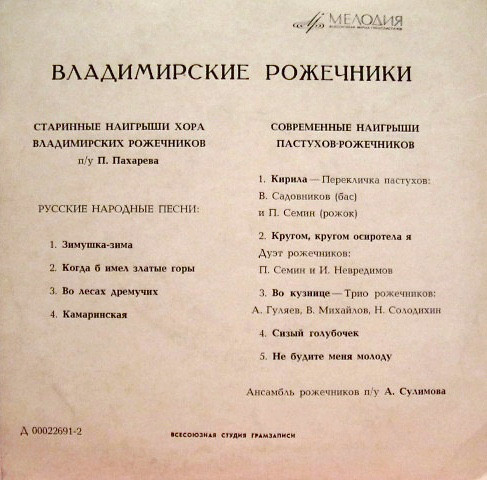 МЕЛОДИЯ
ВЛАДИМИРСКИЕ РОЖЕЧНИКИ
СТАРИННЫЕ НАИГРЫШИ ХОРА
ВЛАДИМИРСКИХ РОЖЕЧНИКОВ
п/у П. Пахарева
РУССКИЕ НАРОДНЫЕ ПЕСНИ:
1. Зимушка-зима
2. Когда б имел златые горы
3. Во лесах дремучих
4. Камаринская
СОВРЕМЕННЫЕ НАИГРЫШИ
ПАСТУХОВ-РОЖЕЧНИКОВ
1. Кирила — Перекличка пастухов:
В. Садовников (бас)
и П. Семин (рожок)
2. Кругом, кругом осиротела я
Дуэт рожечников:
П. Семин и И. Невредимов
3. Во кузнице — Трио рожечников:
А. Гуляев, В. Михайлов, Н. Солодихин
4. Сизый голубочек
5. Не будите меня молоду
Ансамбль рожечников п/у А. Сулимова
Д 00022691-2
ВСЕСОЮЗНАЯ СТУДИЯ ГРАМЗАПИСИ